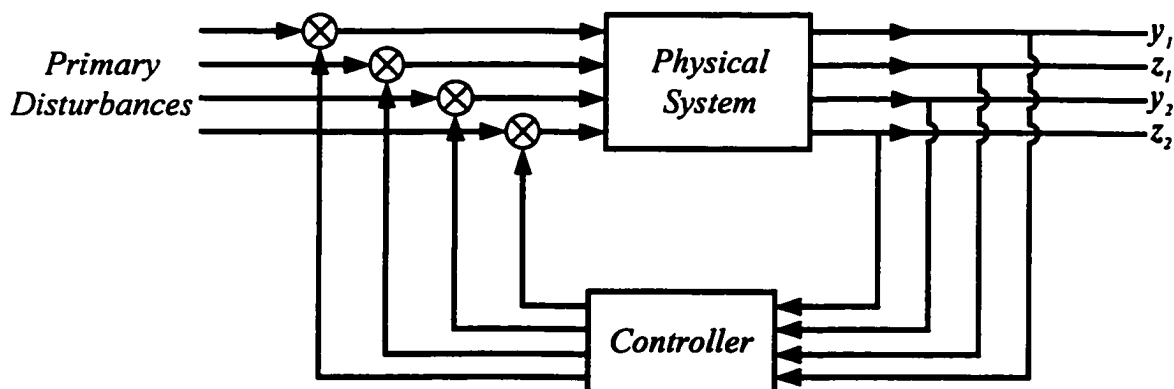 Primary
Disturbances
Physical
System
y₁
z₁
y₂
z₂
Controller